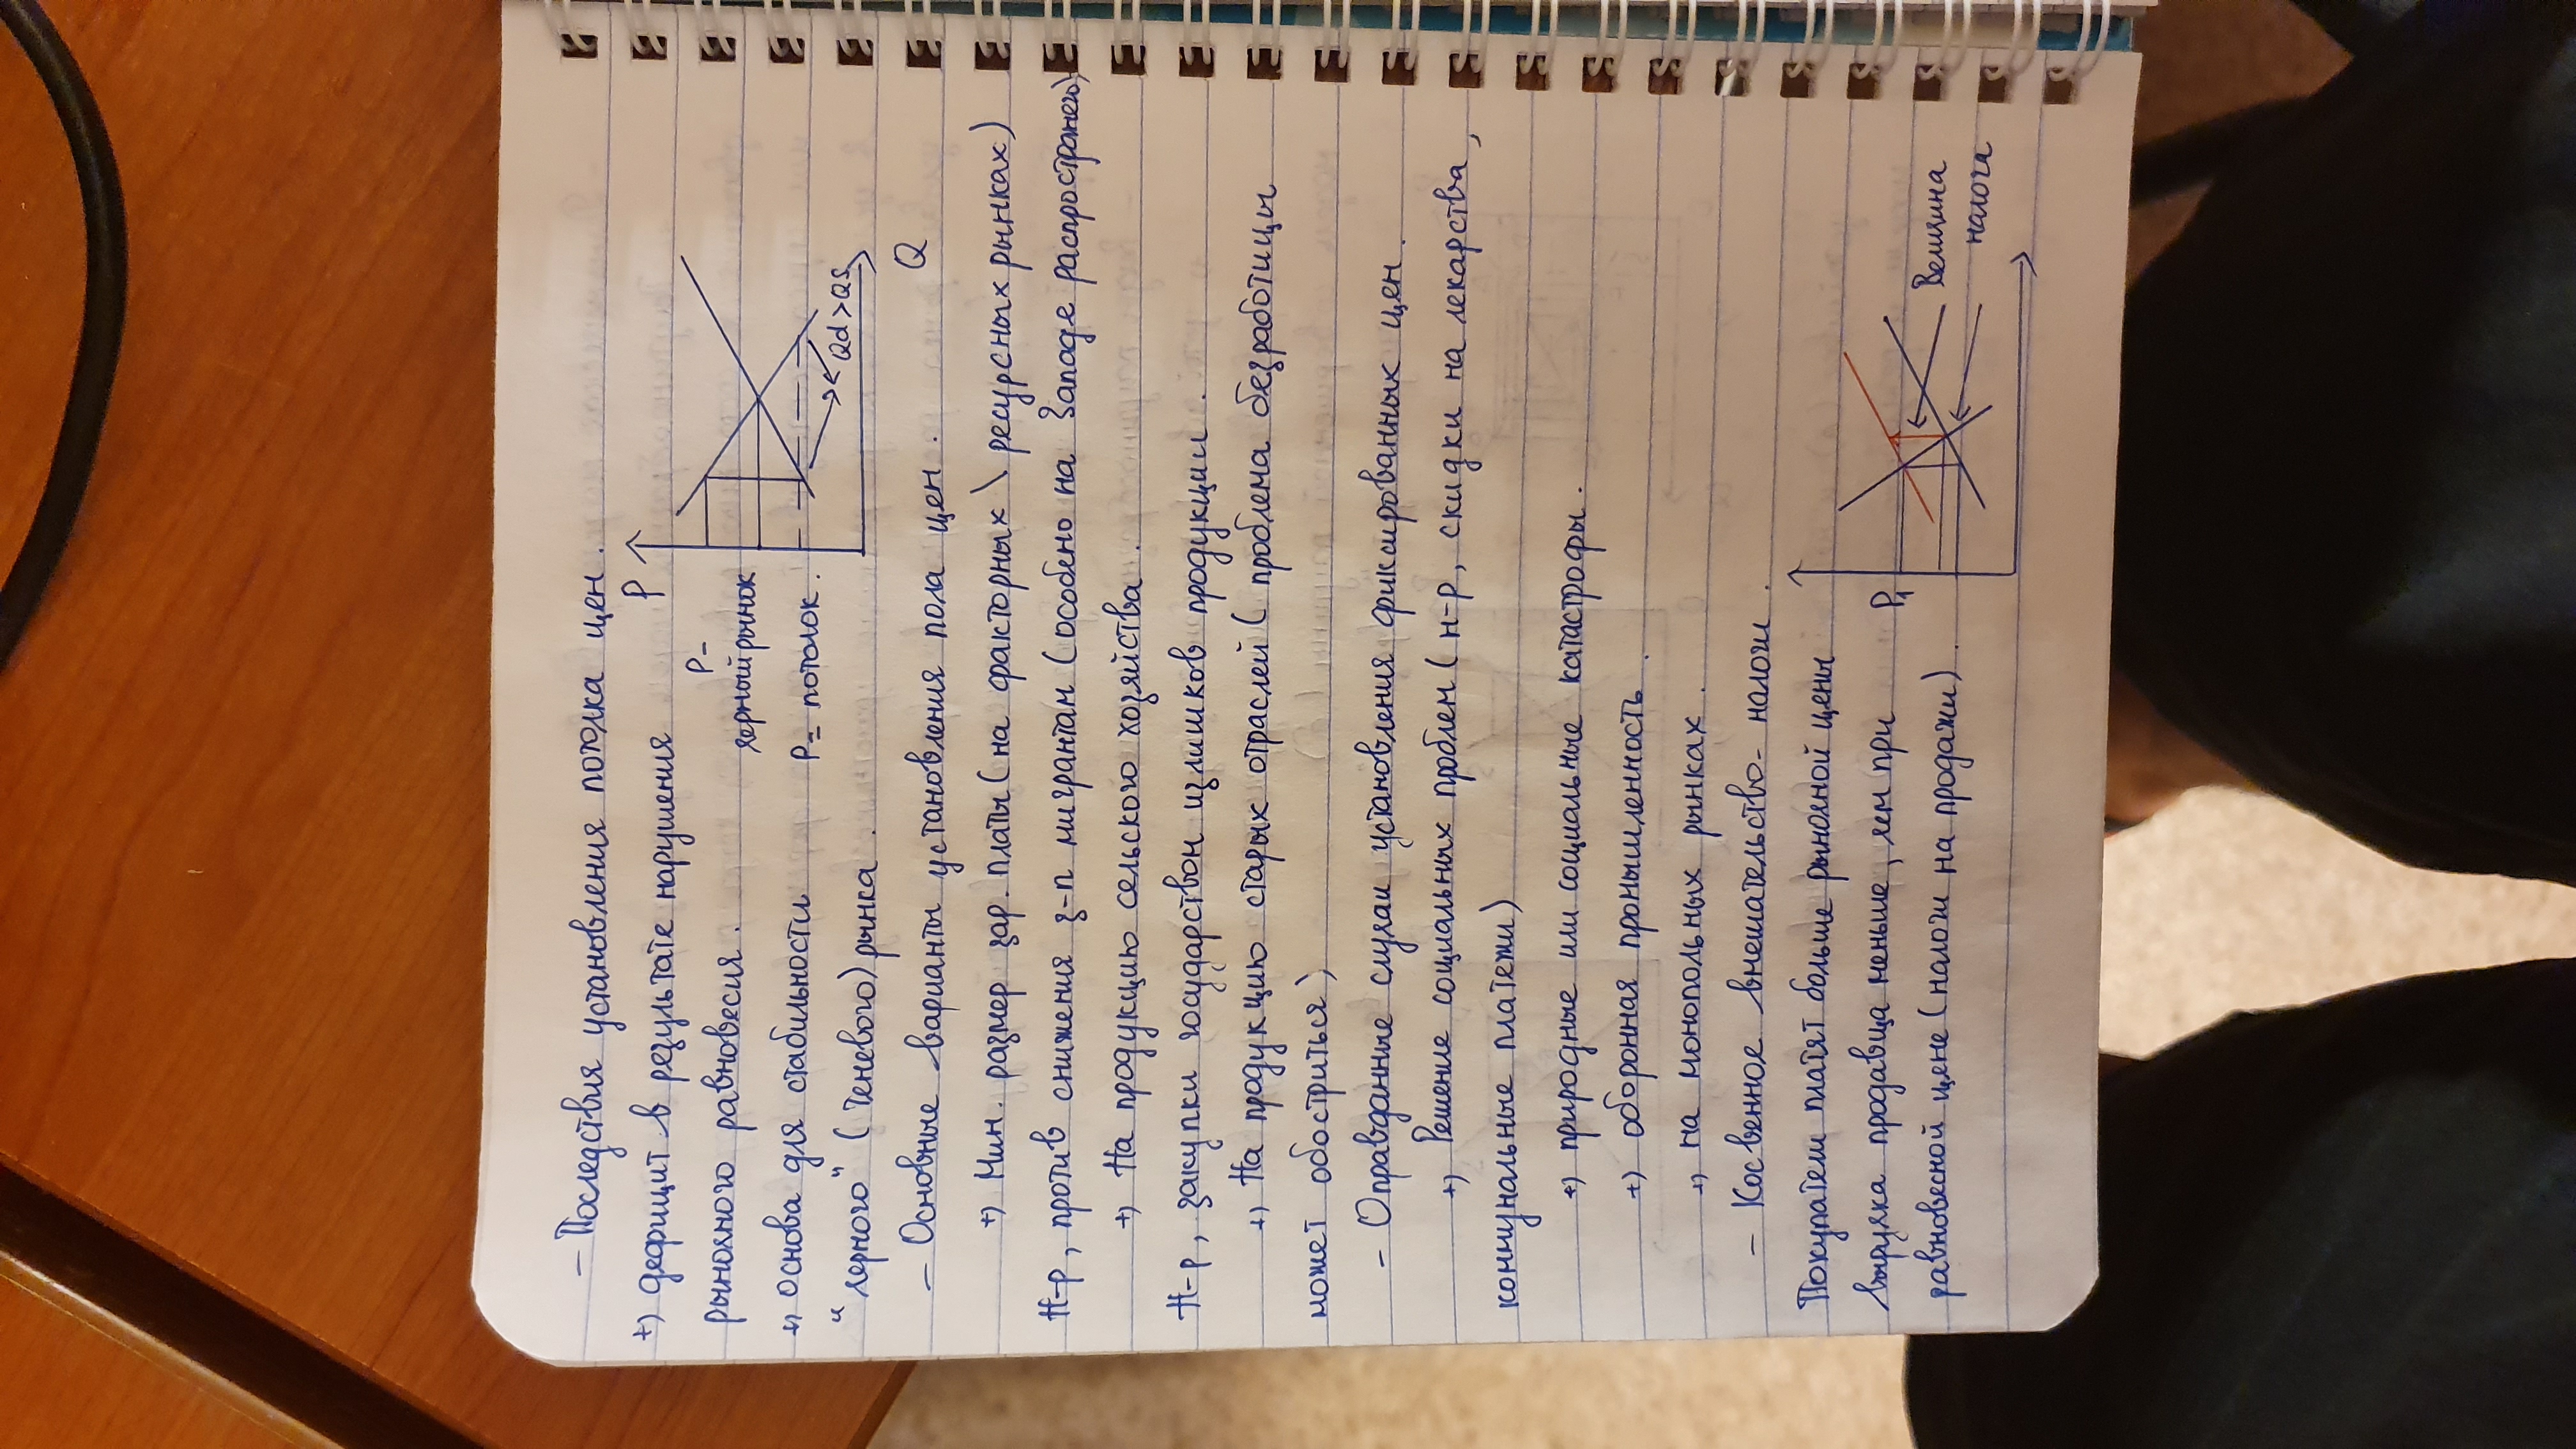 – Последствия установления потолка цен.
+) дефицит в результате нарушения
рыночного равновесия.
+) основа для стабильности
"черного" (теневого) рынка.
P
P–
черный рынок
P= потолок.
Qd>QS
Q
– Основные варианты установления пола цен.
+) Мин. размер зар. платы (на факторных \ ресурсных рынках)
Н-р, против снижения з-п мигрантам (особено на Западе распространено)
+) На продукцию сельского хозяйства.
Н-р, закупки государством излишков продукции.
+) На продукцию старых отраслей (проблема безработицы
может обостриться)
– Оправданные случаи установления фиксированных цен.
+) Решение социальных проблем (н-р, скидки на лекарства,
коммунальные платежи)
+) природные или социальные катастрофы.
+) оборонная промышленность.
+) на монопольных рынках.
– Косвенное вмешательство- налоги.
Покупатели платят больше рыночной цены
выручка продавца меньше, чем при
равновесной цене (налоги на продажи).
P1
Величина
налога